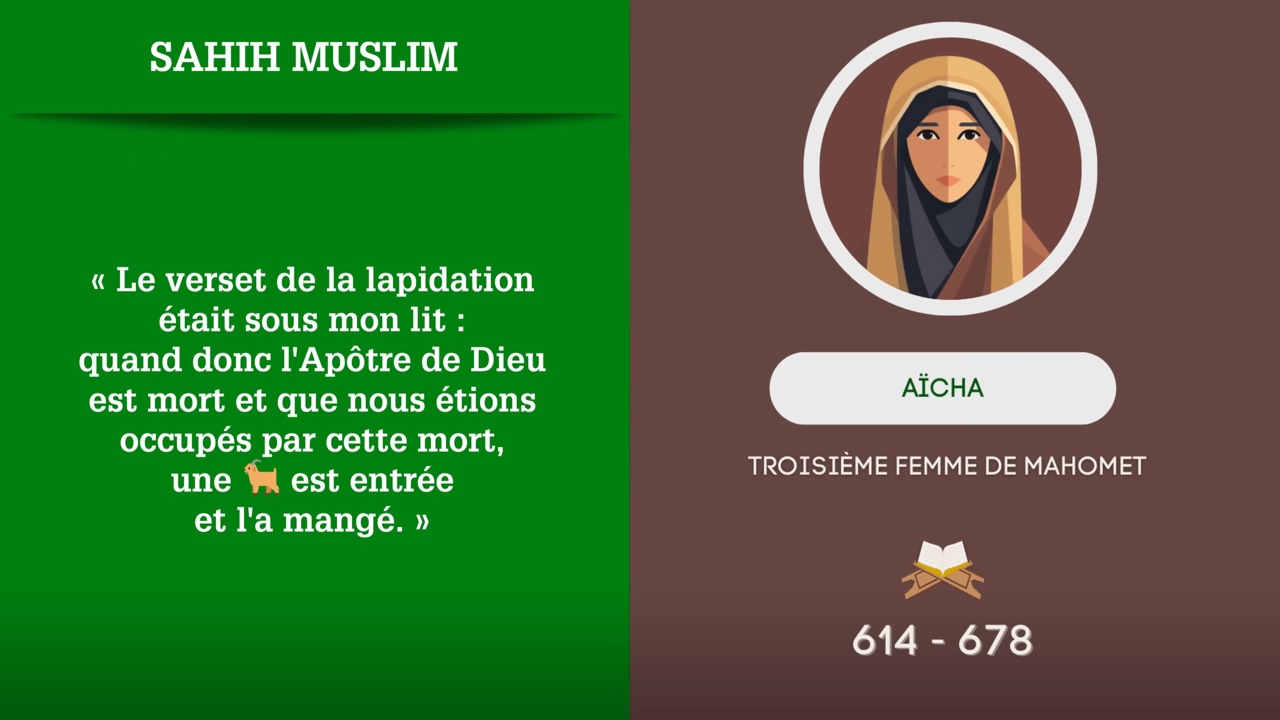 SAHIH MUSLIM
« Le verset de la lapidation
était sous mon lit :
quand donc l'Apôtre de Dieu
est mort et que nous étions
occupés par cette mort,
une 🐐 est entrée
et l'a mangé. »
AÏCHA
TROISIÈME FEMME DE MAHOMET
614 - 678